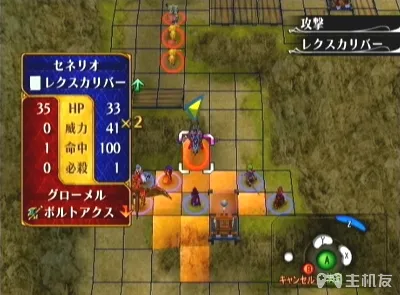 攻撃
レクスカリバー
セネリオ
レクスカリバー
35 HP 33
0 威力 41 ×2
1 命中 100
0 必殺 1
グローメル
ボルトアクス
L
X
A
B
キャンセル
主机友